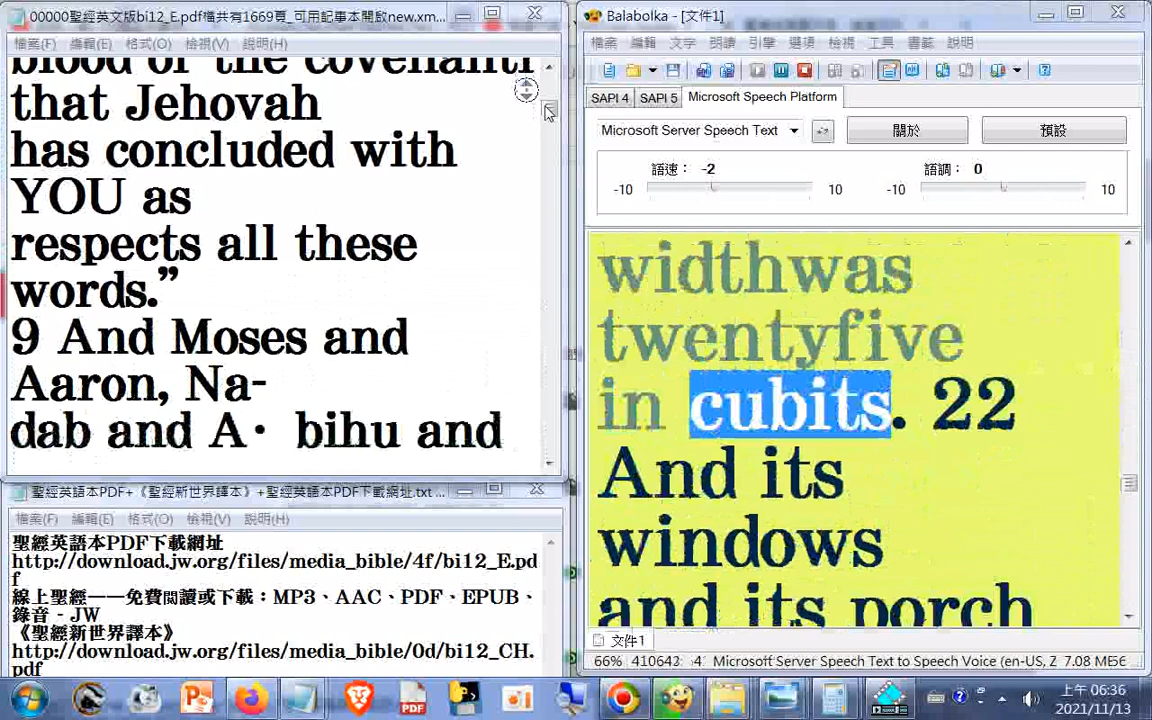 00000聖經英文版bi12_E.pdf檔共有1669頁_可用記事本開啟new.xm...
檔案(F) 編輯(E) 格式(O) 檢視(V) 說明(H)
blood of the covenant
that Jehovah
has concluded with
YOU as
respects all these
words.”
9 And Moses and
Aaron, Na-
dab and A· bihu and
聖經英語本PDF+《聖經新世界譯本》+聖經英語本PDF下載網址.txt ...
檔案(F) 編輯(E) 格式(O) 檢視(V) 說明(H)
聖經英語本PDF下載網址
http://download.jw.org/files/media_bible/4f/bi12_E.pd
f
線上聖經——免費閱讀或下載：MP3、AAC、PDF、EPUB、
錄音 - JW
《聖經新世界譯本》
http://download.jw.org/files/media_bible/0d/bi12_CH.
pdf
Balabolka - [文件1]
檔案 編輯 文字 朗讀 引擎 選項 檢視 工具 書籤 說明
SAPI 4 SAPI 5 Microsoft Speech Platform
Microsoft Server Speech Text 關於 預設
語速： -2 語調： 0
-10 10 -10 10
widthwas
twentyfive
in cubits. 22
And its
windows
and its porch
文件1
66% 410642 Microsoft Server Speech Text to Speech Voice (en-US, Z 7.08 МБ
上午 06:36
2021/11/13